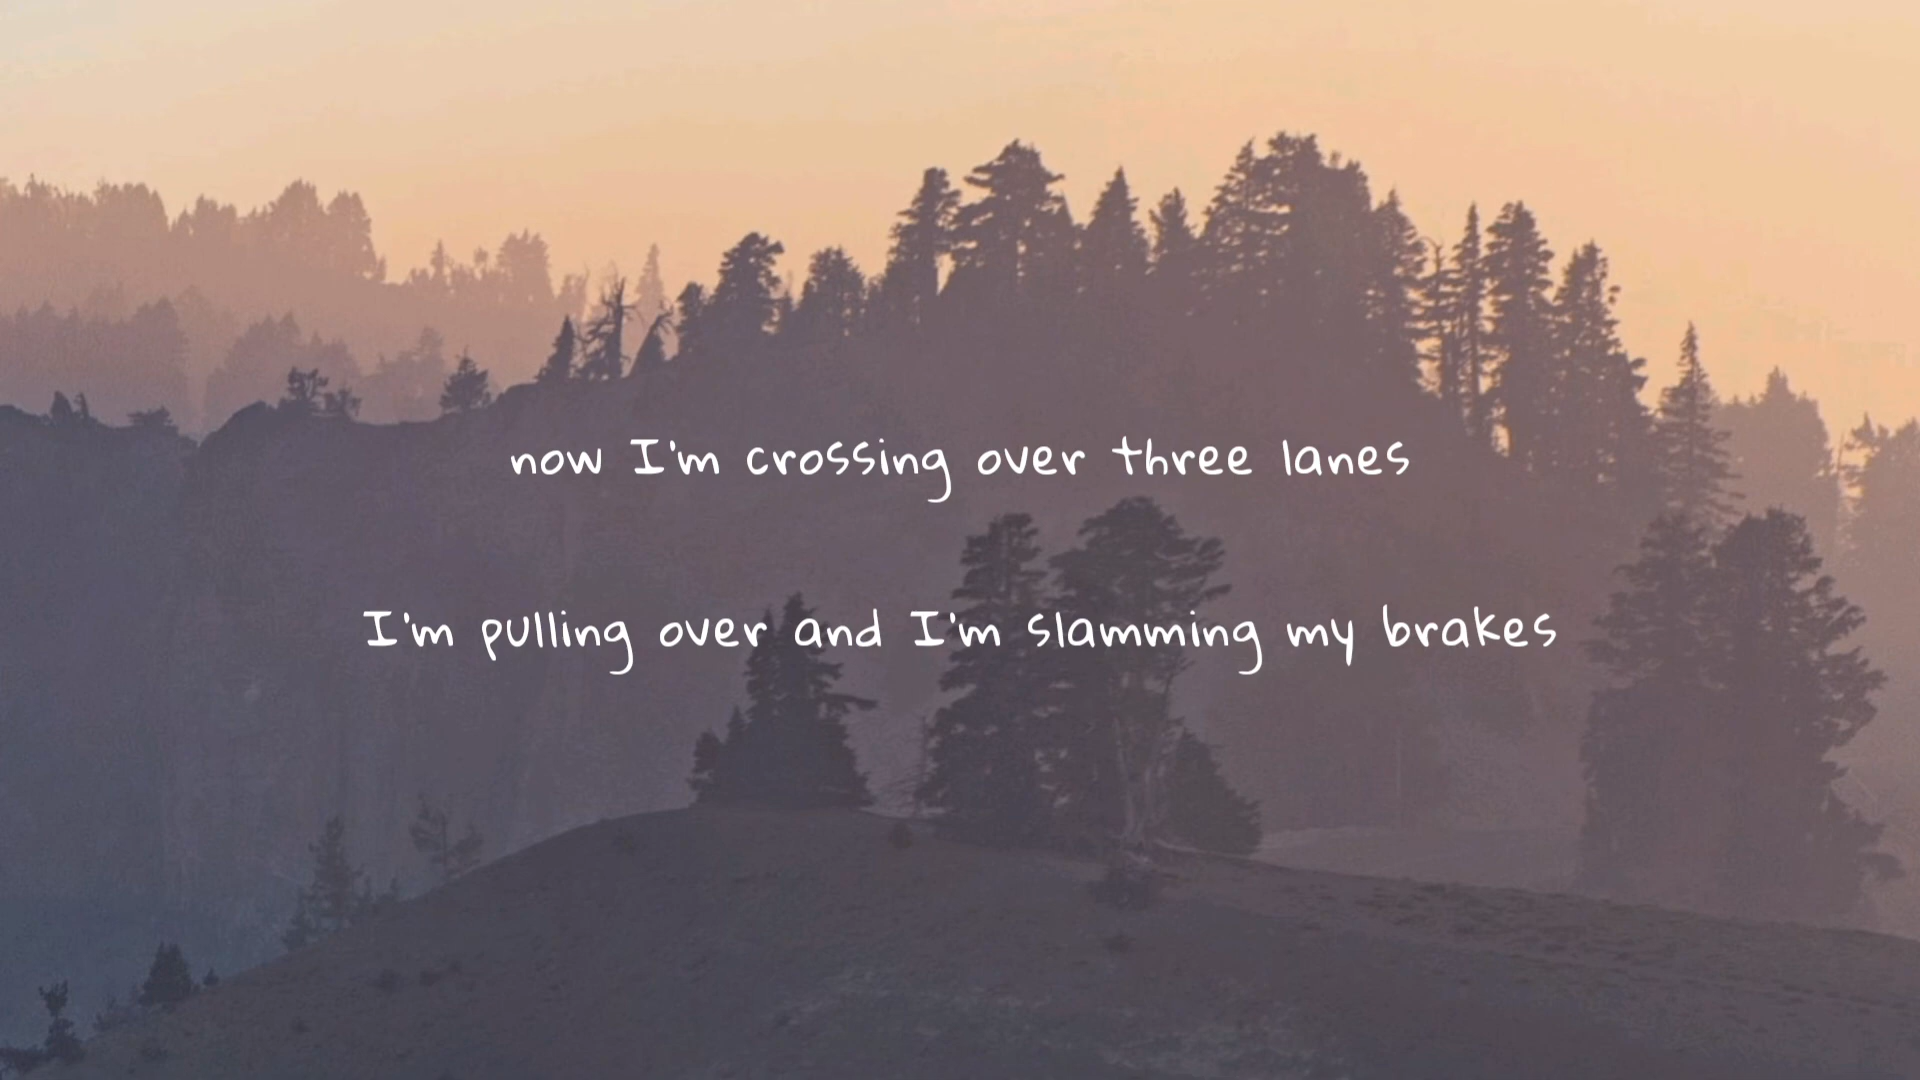 now I'm crossing over three lanes
I'm pulling over and I'm slamming my brakes